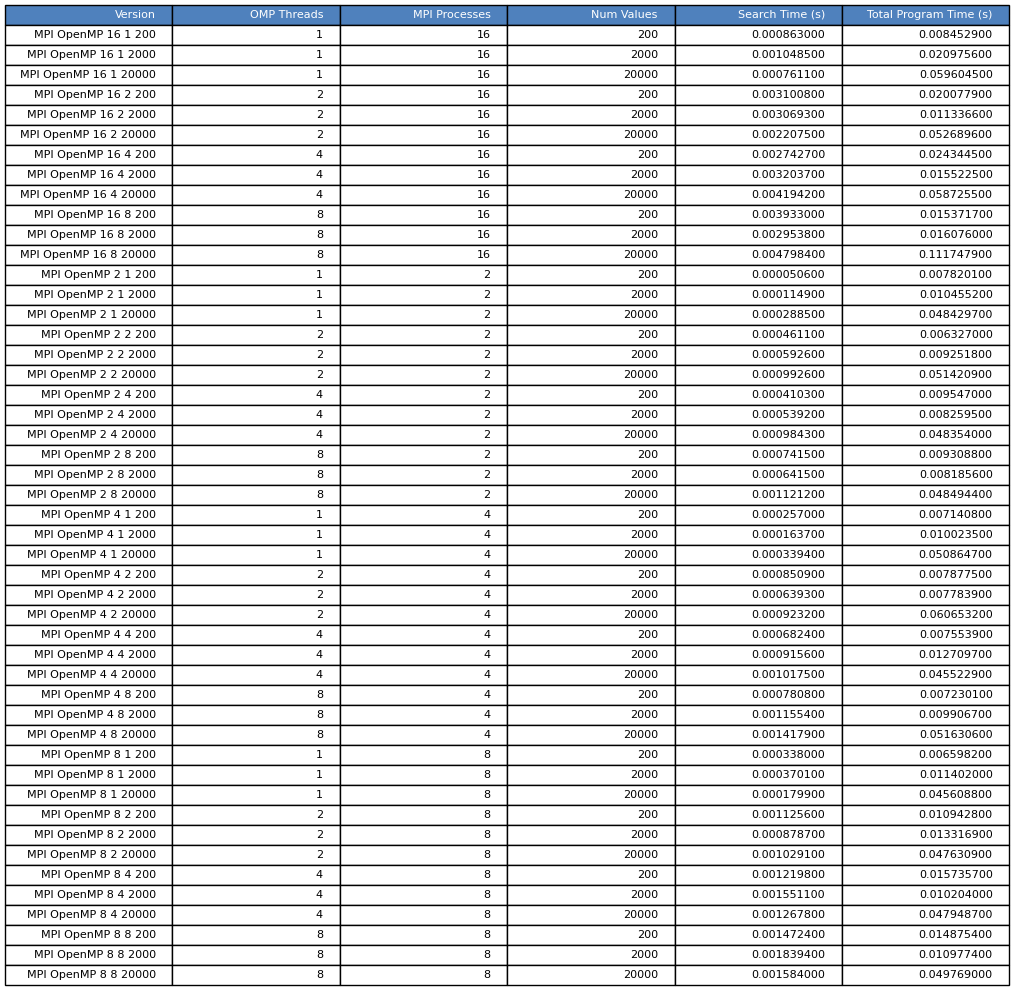 Version OMP Threads MPI Processes Num Values Search Time (s) Total Program Time (s)
MPI OpenMP 16 1 200 1 16 200 0.000863000 0.008452900
MPI OpenMP 16 1 2000 1 16 2000 0.001048500 0.020975600
MPI OpenMP 16 1 20000 1 16 20000 0.000761100 0.059604500
MPI OpenMP 16 2 200 2 16 200 0.003100800 0.020077900
MPI OpenMP 16 2 2000 2 16 2000 0.003069300 0.011336600
MPI OpenMP 16 2 20000 2 16 20000 0.002207500 0.052689600
MPI OpenMP 16 4 200 4 16 200 0.002742700 0.024344500
MPI OpenMP 16 4 2000 4 16 2000 0.003203700 0.015522500
MPI OpenMP 16 4 20000 4 16 20000 0.004194200 0.058725500
MPI OpenMP 16 8 200 8 16 200 0.003933000 0.015371700
MPI OpenMP 16 8 2000 8 16 2000 0.002953800 0.016076000
MPI OpenMP 16 8 20000 8 16 20000 0.004798400 0.111747900
MPI OpenMP 2 1 200 1 2 200 0.000050600 0.007820100
MPI OpenMP 2 1 2000 1 2 2000 0.000114900 0.010455200
MPI OpenMP 2 1 20000 1 2 20000 0.000288500 0.048429700
MPI OpenMP 2 2 200 2 2 200 0.000461100 0.006327000
MPI OpenMP 2 2 2000 2 2 2000 0.000592600 0.009251800
MPI OpenMP 2 2 20000 2 2 20000 0.000992600 0.051420900
MPI OpenMP 2 4 200 4 2 200 0.000410300 0.009547000
MPI OpenMP 2 4 2000 4 2 2000 0.000539200 0.008259500
MPI OpenMP 2 4 20000 4 2 20000 0.000984300 0.048354000
MPI OpenMP 2 8 200 8 2 200 0.000741500 0.009308800
MPI OpenMP 2 8 2000 8 2 2000 0.000641500 0.008185600
MPI OpenMP 2 8 20000 8 2 20000 0.001121200 0.048494400
MPI OpenMP 4 1 200 1 4 200 0.000257000 0.007140800
MPI OpenMP 4 1 2000 1 4 2000 0.000163700 0.010023500
MPI OpenMP 4 1 20000 1 4 20000 0.000339400 0.050864700
MPI OpenMP 4 2 200 2 4 200 0.000850900 0.007877500
MPI OpenMP 4 2 2000 2 4 2000 0.000639300 0.007783900
MPI OpenMP 4 2 20000 2 4 20000 0.000923200 0.060653200
MPI OpenMP 4 4 200 4 4 200 0.000682400 0.007553900
MPI OpenMP 4 4 2000 4 4 2000 0.000915600 0.012709700
MPI OpenMP 4 4 20000 4 4 20000 0.001017500 0.045522900
MPI OpenMP 4 8 200 8 4 200 0.000780800 0.007230100
MPI OpenMP 4 8 2000 8 4 2000 0.001155400 0.009906700
MPI OpenMP 4 8 20000 8 4 20000 0.001417900 0.051630600
MPI OpenMP 8 1 200 1 8 200 0.000338000 0.006598200
MPI OpenMP 8 1 2000 1 8 2000 0.000370100 0.011402000
MPI OpenMP 8 1 20000 1 8 20000 0.000179900 0.045608800
MPI OpenMP 8 2 200 2 8 200 0.001125600 0.010942800
MPI OpenMP 8 2 2000 2 8 2000 0.000878700 0.013316900
MPI OpenMP 8 2 20000 2 8 20000 0.001029100 0.047630900
MPI OpenMP 8 4 200 4 8 200 0.001219800 0.015735700
MPI OpenMP 8 4 2000 4 8 2000 0.001551100 0.010204000
MPI OpenMP 8 4 20000 4 8 20000 0.001267800 0.047948700
MPI OpenMP 8 8 200 8 8 200 0.001472400 0.014875400
MPI OpenMP 8 8 2000 8 8 2000 0.001839400 0.010977400
MPI OpenMP 8 8 20000 8 8 20000 0.001584000 0.049769000